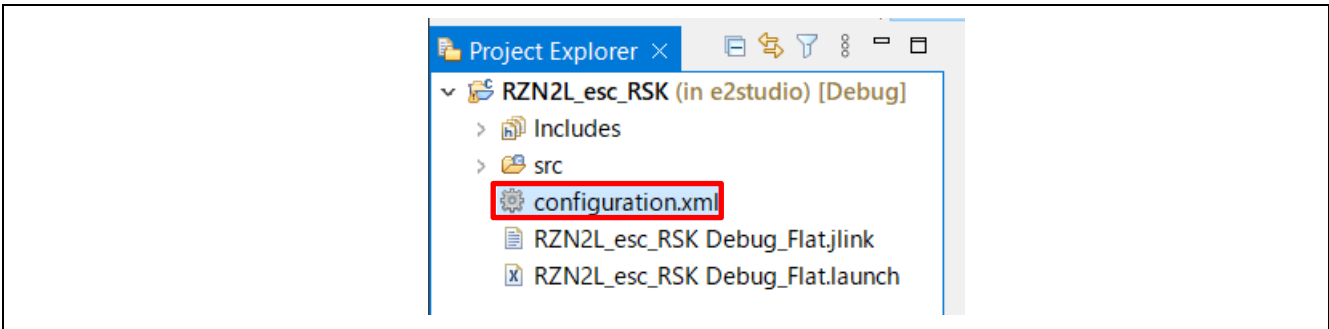 Project Explorer
RZN2L_esc_RSK (in e2studio) [Debug]
Includes
src
configuration.xml
RZN2L_esc_RSK Debug_Flat.jlink
RZN2L_esc_RSK Debug_Flat.launch